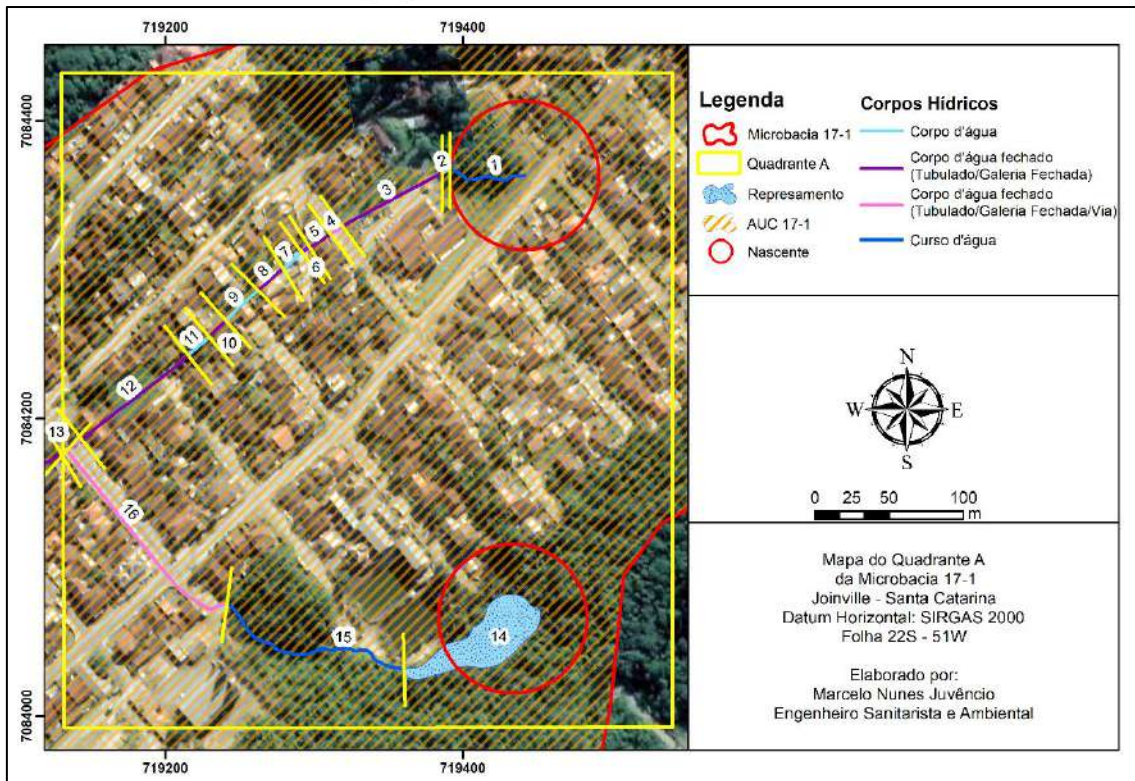 719200
719400
7084400
7084200
7084000
1
2
3
4
5
6
7
8
9
10
11
12
13
14
15
16
Legenda
Microbacia 17-1
Quadrante A
Represamento
AUC 17-1
Nascente
Corpos Hídricos
Corpo d'água
Corpo d'água fechado
(Tubulado/Galeria Fechada)
Corpo d'água fechado
(Tubulado/Galeria Fechada/Via)
Curso d'água
N
W
E
S
0 25 50 100
m
Mapa do Quadrante A
da Microbacia 17-1
Joinville - Santa Catarina
Datum Horizontal: SIRGAS 2000
Folha 22S - 51W
Elaborado por:
Marcelo Nunes Juvêncio
Engenheiro Sanitarista e Ambiental
719200
719400